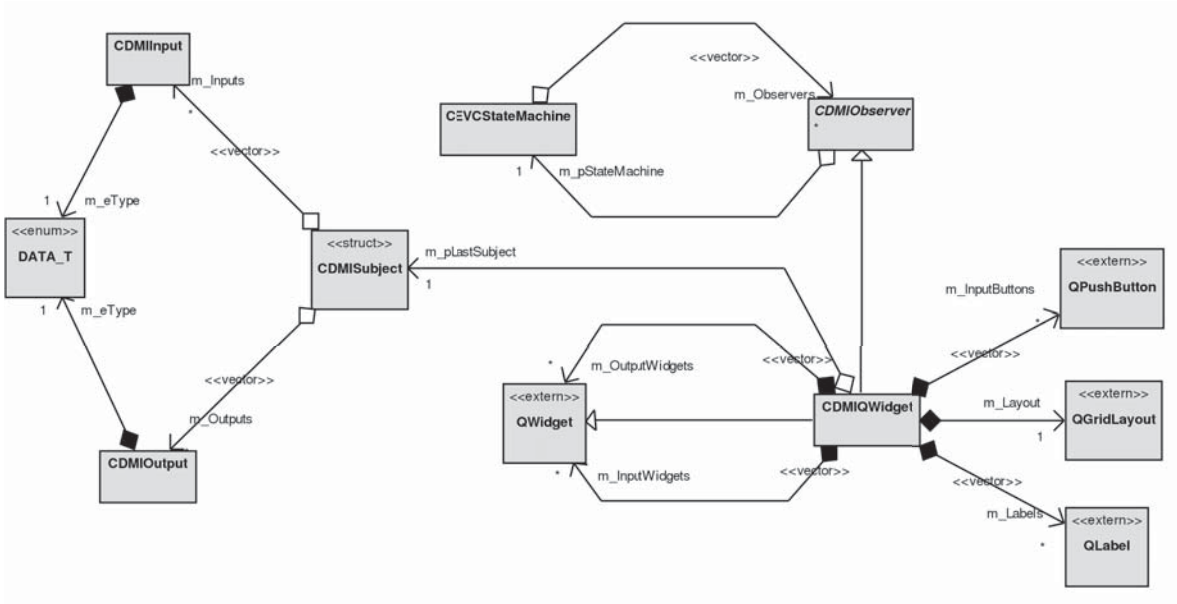 CDMIInput
m_Inputs
*
<<vector>>
1
m_eType
<<enum>>
DATA_T
1
m_eType
<<struct>>
CDMISubject
<<vector>>
m_Outputs
CDMIOutput
<<vector>>
m_Observers
CEVCStateMachine
CDMIObserver
*
1
m_pStateMachine
m_pLastSubject
1
<<extern>>
QPushButton
m_InputButtons
*
<<vector>>
<<vector>>
*
m_OutputWidgets
<<extern>>
QWidget
CDMIQWidget
m_Layout
1
<<extern>>
QGridLayout
*
m_InputWidgets
<<vector>>
<<vector>>
m_Labels
*
<<extern>>
QLabel